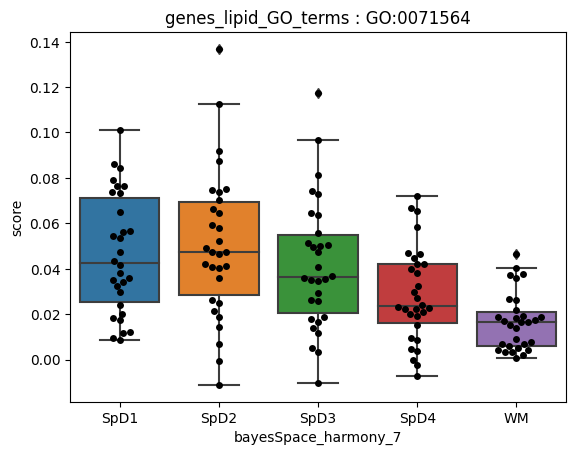 genes_lipid_GO_terms : GO:0071564
0.14
0.12
0.10
0.08
0.06
0.04
0.02
0.00
score
SpD1 SpD2 SpD3 SpD4 WM
bayesSpace_harmony_7